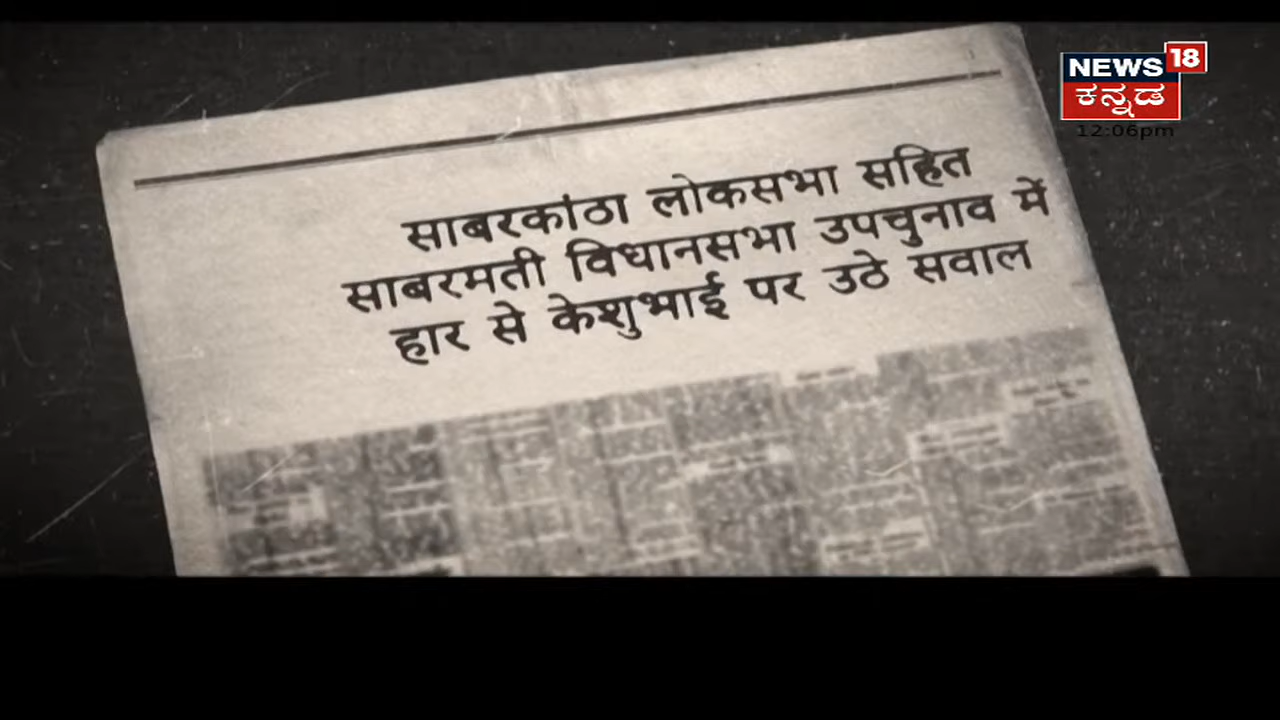 NEWS 18
ಕನ್ನಡ
12:06pm
साबरकांठा लोकसभा सहित
साबरमती विधानसभा उपचुनाव में
हार से केशुभाई पर उठे सवाल